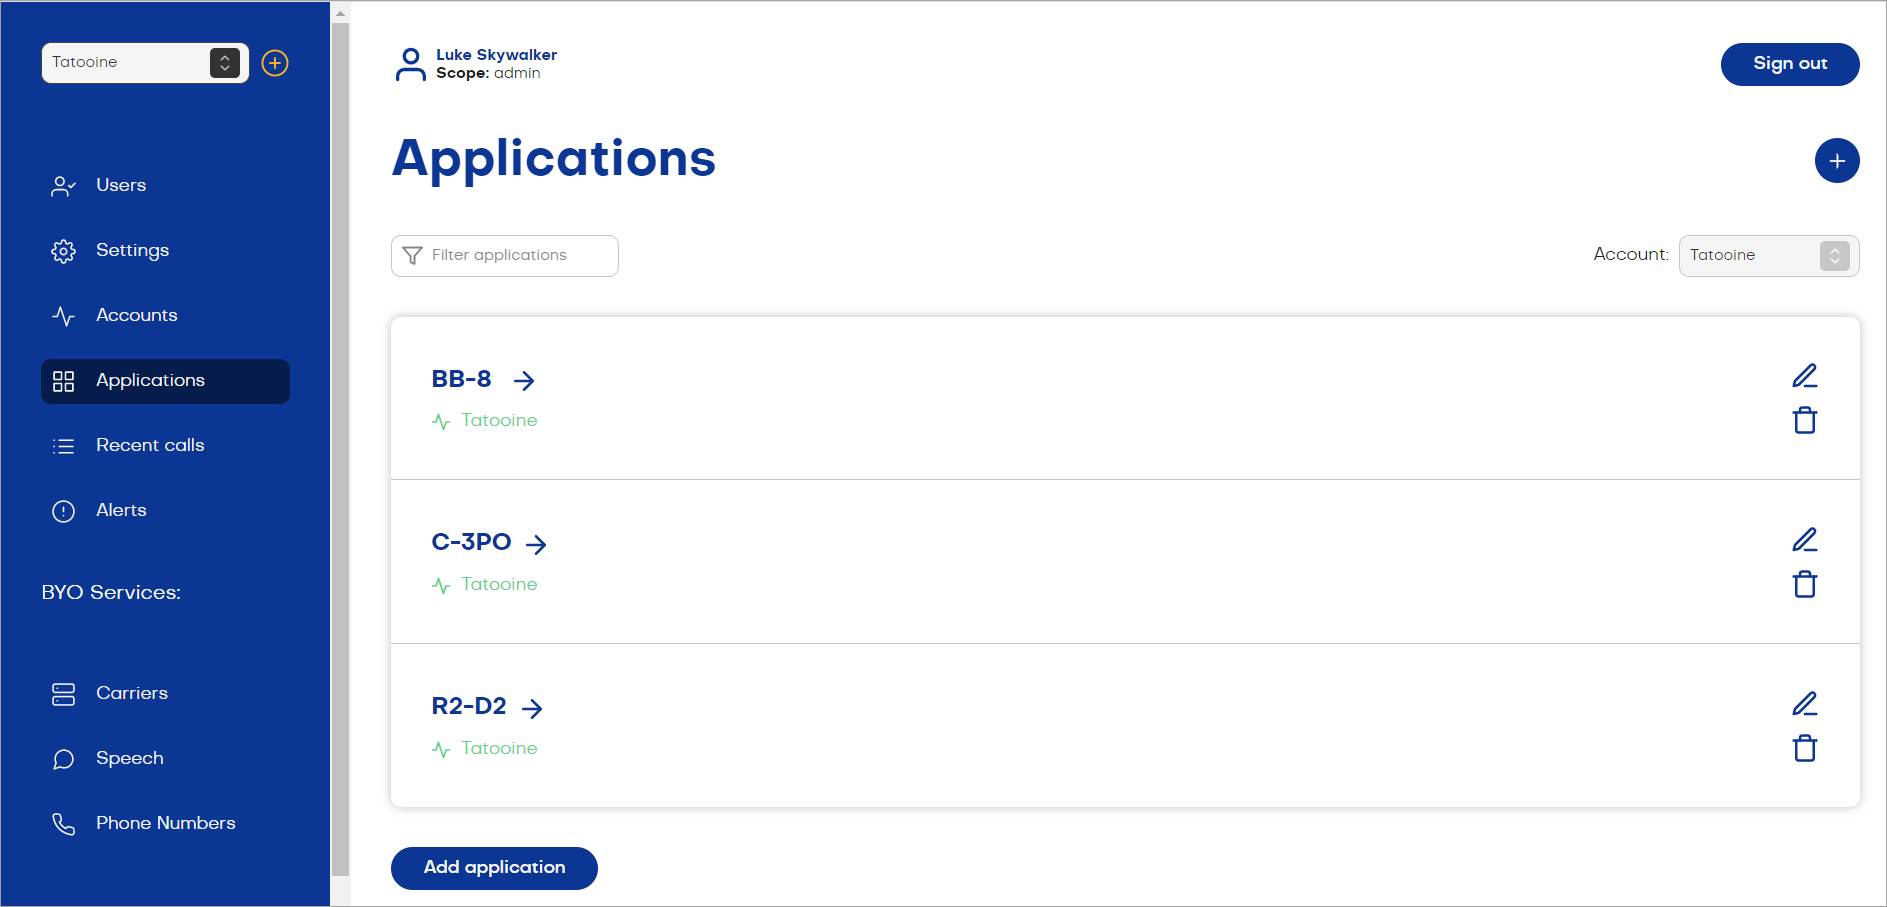 Tatooine
Users
Settings
Accounts
Applications
Recent calls
Alerts
BYO Services:
Carriers
Speech
Phone Numbers
Luke Skywalker
Scope: admin
Sign out
Applications
Filter applications
Account: Tatooine
BB-8
Tatooine
C-3PO
Tatooine
R2-D2
Tatooine
Add application